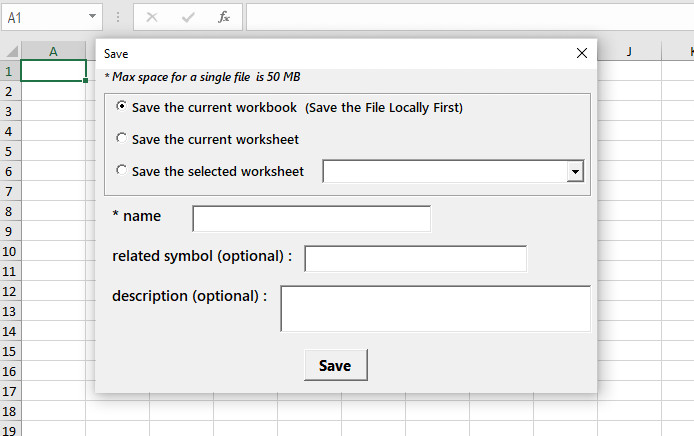 A1
fx
A
J
K
Save
* Max space for a single file is 50 MB
Save the current workbook (Save the File Locally First)
Save the current worksheet
Save the selected worksheet
* name
related symbol (optional) :
description (optional) :
Save
1
2
3
4
5
6
7
8
9
10
11
12
13
14
15
16
17
18
19